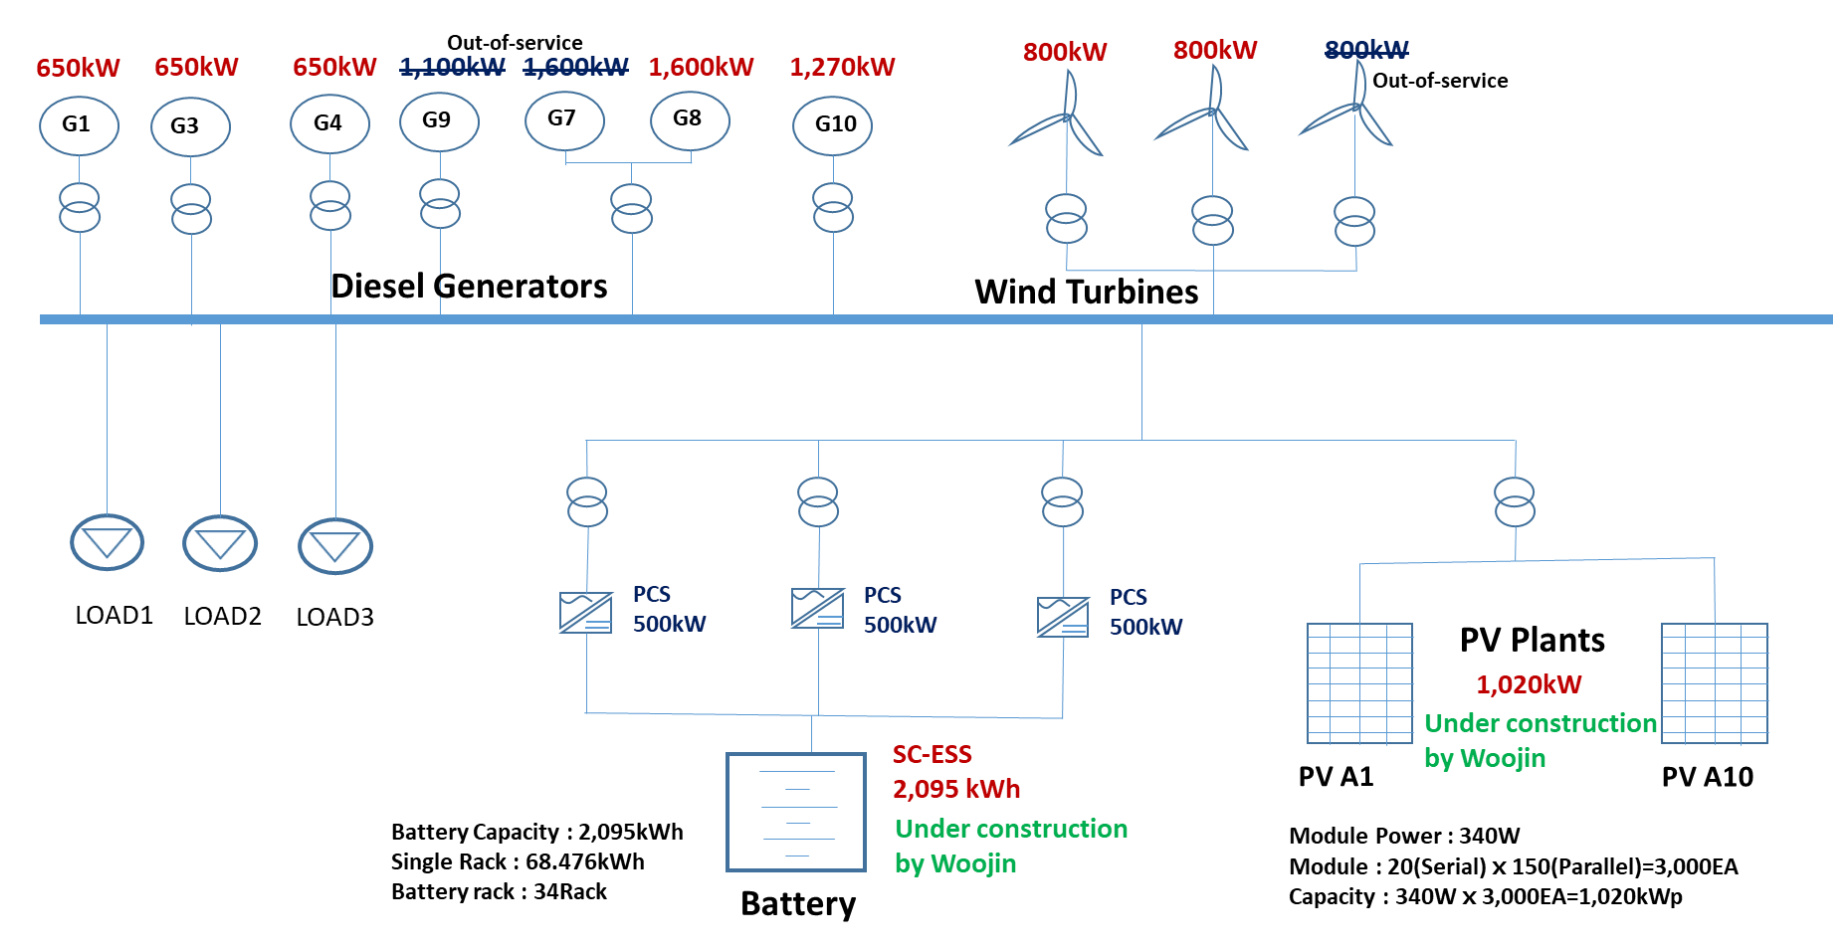 Out-of-service
650kW 650kW 650kW 1,100kW 1,600kW 1,600kW 1,270kW
800kW 800kW 800kW
Out-of-service
G1 G3 G4 G9 G7 G8 G10
Diesel Generators
Wind Turbines
PCS
500kW
PCS
500kW
PCS
500kW
LOAD1 LOAD2 LOAD3
PV Plants
1,020kW
Under construction
by Woojin
PV A1
PV A10
SC-ESS
2,095 kWh
Under construction
by Woojin
Battery Capacity : 2,095kWh
Single Rack : 68.476kWh
Battery rack : 34Rack
Battery
Module Power : 340W
Module : 20(Serial) X 150(Parallel)=3,000EA
Capacity : 340W X 3,000EA=1,020kWp